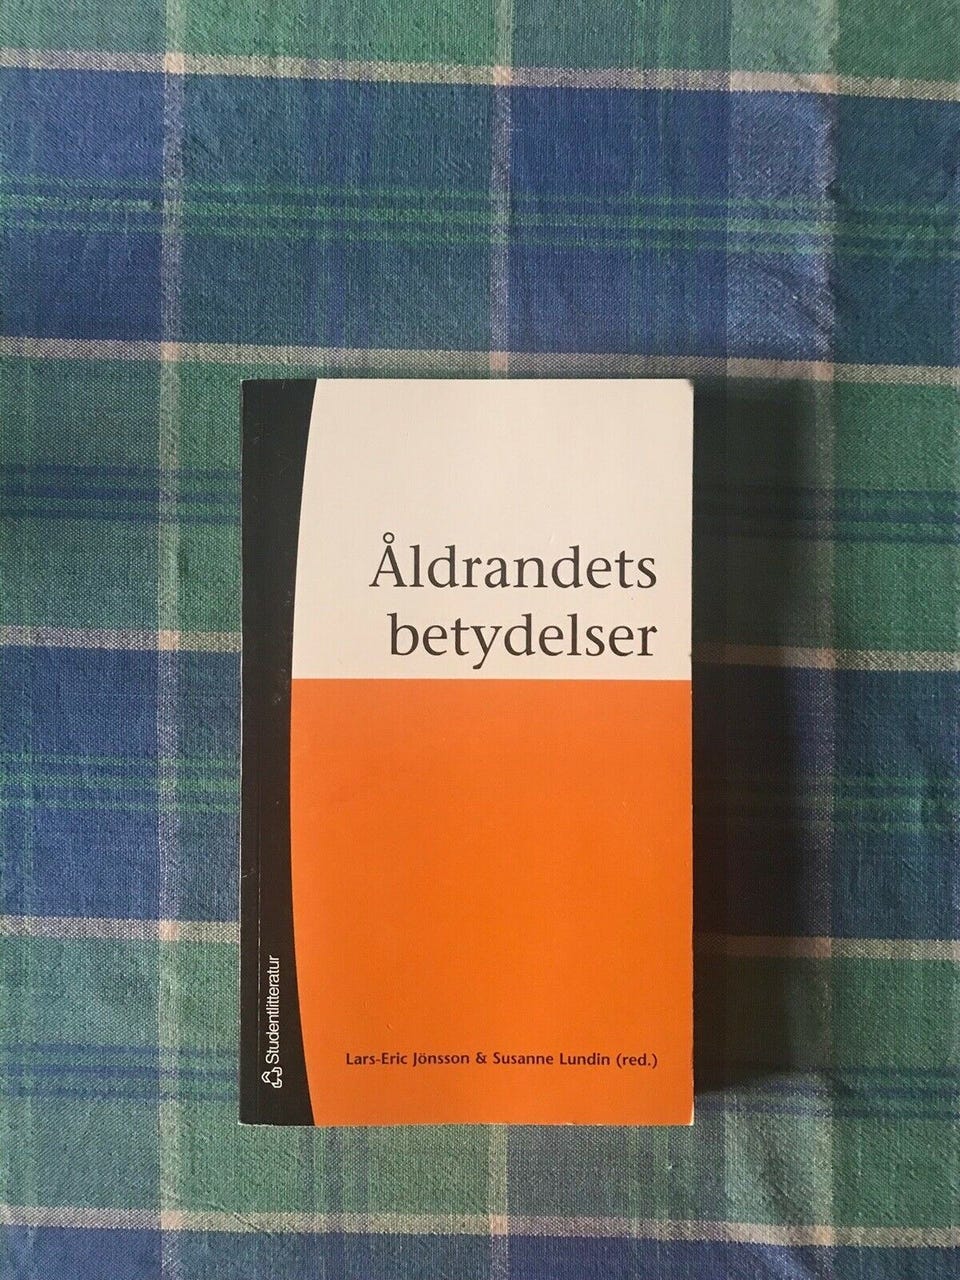 Åldrandets
betydelser
Lars-Eric Jönsson & Susanne Lundin (red.)
Studentlitteratur